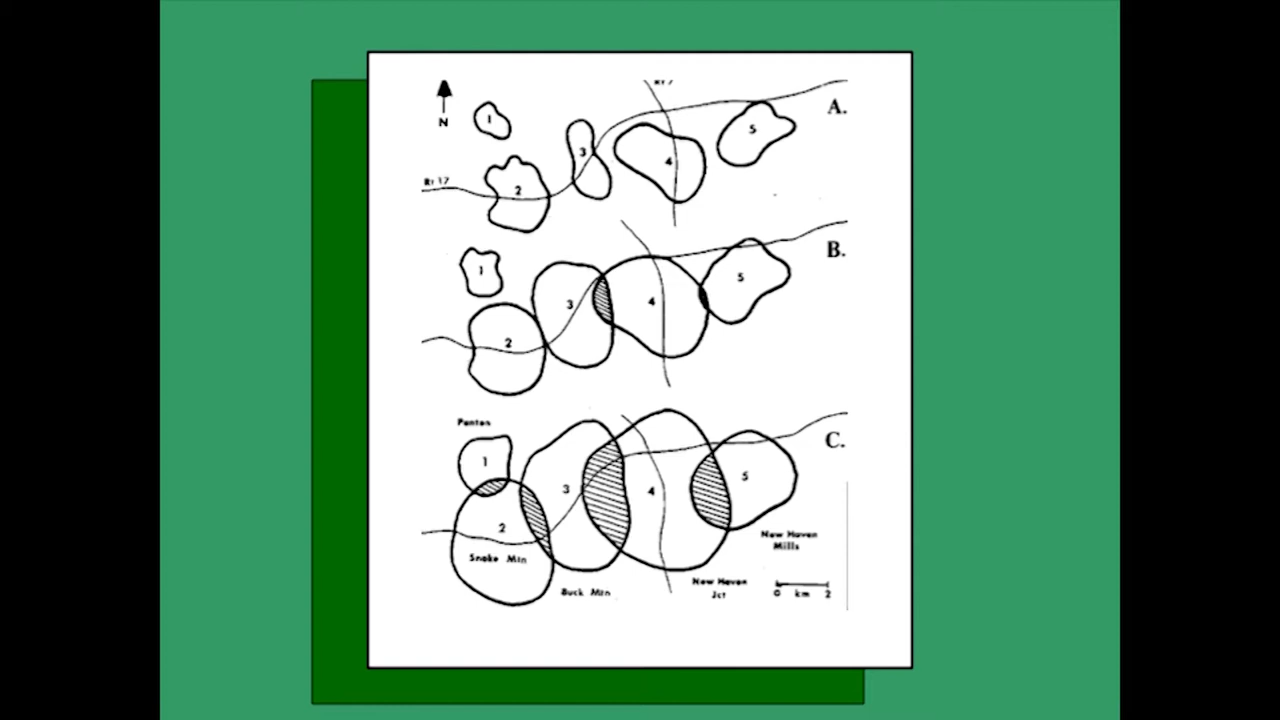 Rt 7
A.
N
1
5
3
4
Rt 17
2
B.
1
5
3
4
2
Panton
C.
1
5
3
4
2
New Haven
Mills
Snake Mtn
New Haven
Jct
Buck Mtn
0 km 2